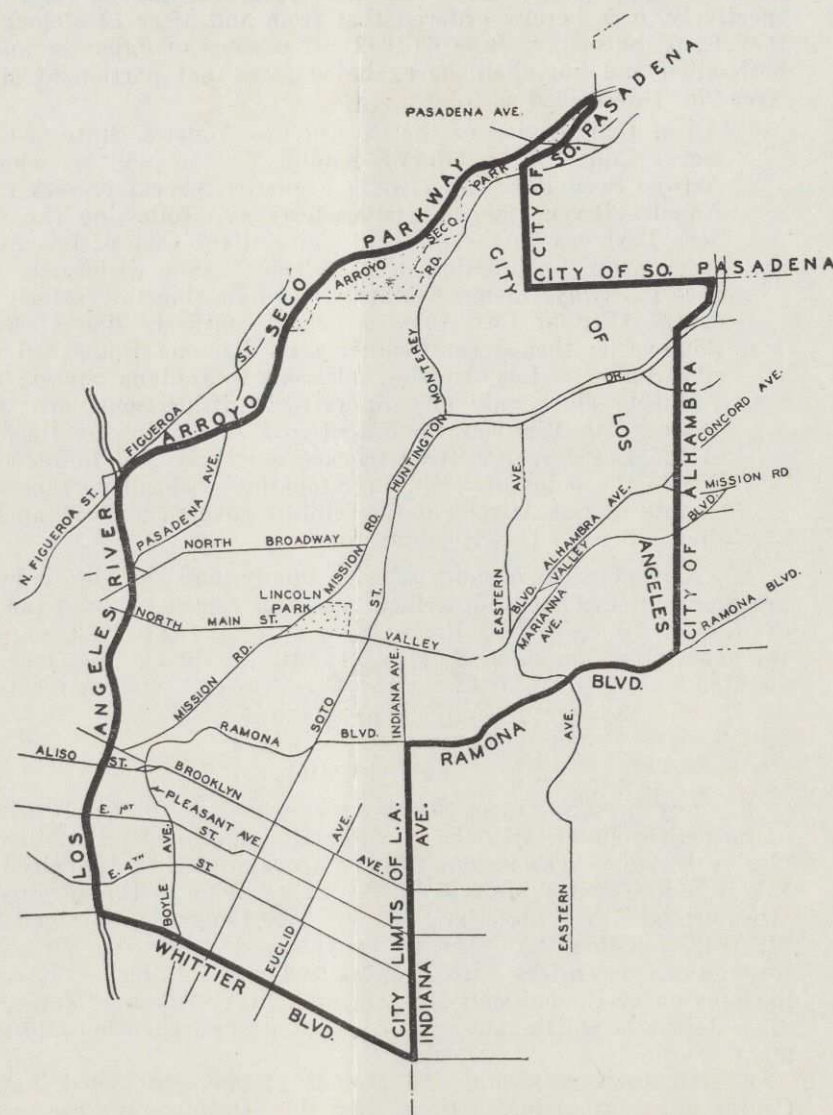 PASADENA AVE.
CITY OF SO. PASADENA
ARROYO SECO PARKWAY
ARROYO SECO PARK
CITY OF SO. PASADENA
CITY OF LOS ANGELES
MONTEREY RD.
FIGUEROA ST.
N. FIGUEROA ST.
PASADENA AVE.
HUNTINGTON DR.
CITY OF ALHAMBRA
CONCORD AVE.
MISSION RD
ALHAMBRA AVE.
VALLEY BLVD.
EASTERN AVE.
MARIANNA AVE.
RAMONA BLVD.
NORTH BROADWAY
MISSION RD.
LINCOLN PARK
NORTH MAIN ST.
VALLEY BLVD.
SOTO ST.
INDIANA AVE.
MISSION RD.
RAMONA BLVD.
RAMONA BLVD.
LOS ANGELES RIVER
ALISO ST.
BROOKLYN AVE.
PLEASANT AVE.
E. 1ST ST.
E. 4TH ST.
BOYLE AVE.
EUCLID AVE.
WHITTIER BLVD.
CITY LIMITS OF L.A.
INDIANA AVE.
EASTERN AVE.